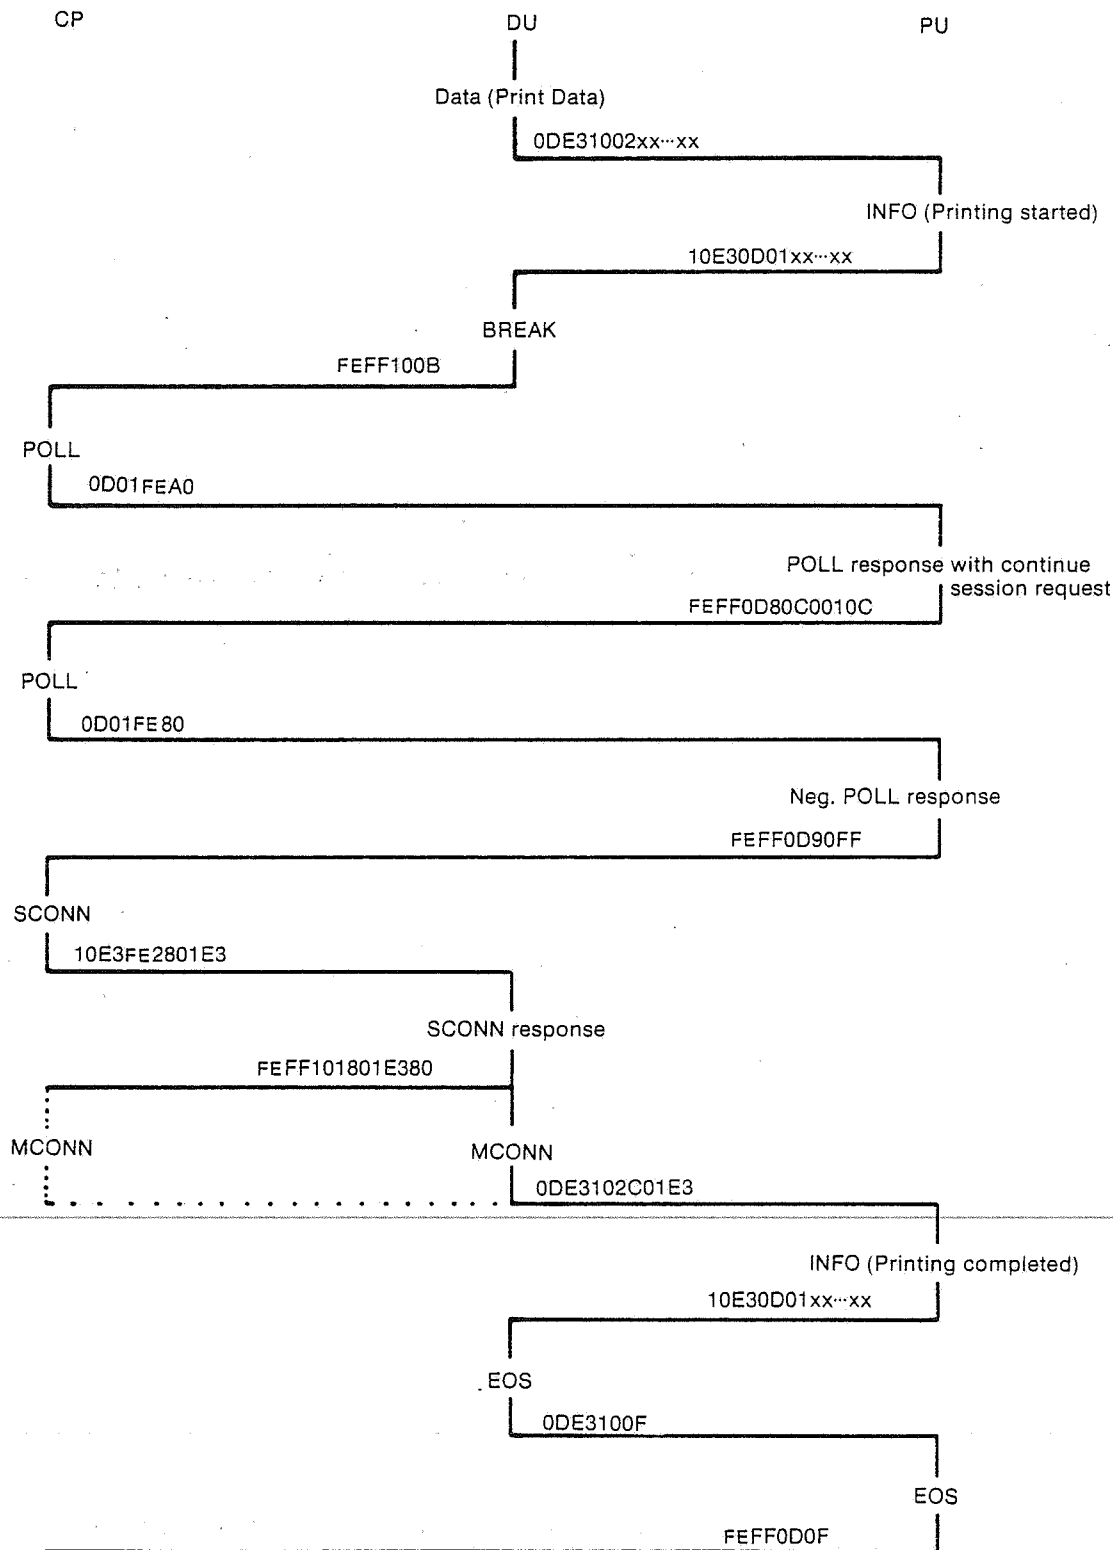 CP DU PU
Data (Print Data)
0DE31002xx···xx
INFO (Printing started)
10E30D01xx···xx
BREAK
FEFF100B
POLL
0D01FEA0
POLL response with continue
session request
FEFF0D80C0010C
POLL
0D01FE80
Neg. POLL response
FEFF0D90FF
SCONN
10E3FE2801E3
SCONN response
FEFF101801E380
MCONN MCONN
0DE3102C01E3
INFO (Printing completed)
10E30D01xx···xx
EOS
0DE3100F
EOS
FEFF0D0F